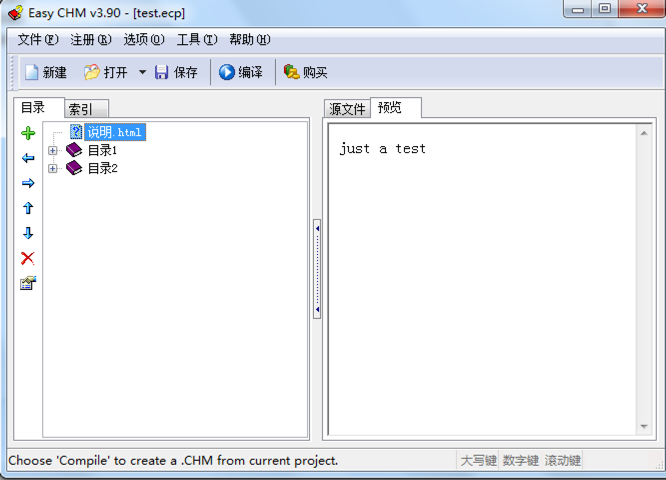 Easy CHM v3.90 - [test.ecp]
文件(F) 注册(R) 选项(O) 工具(T) 帮助(H)
新建 打开 保存 编译 购买
目录 索引
说明.html
目录1
目录2
源文件 预览
just a test
Choose 'Compile' to create a .CHM from current project. 大写键 数字键 滚动键